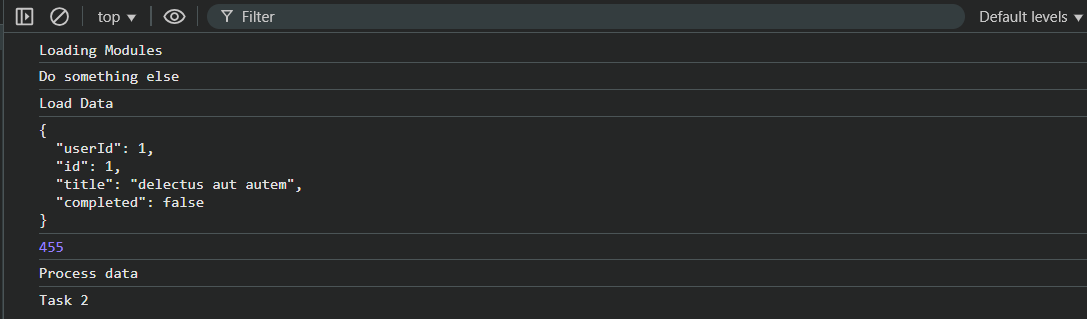 top
Filter
Default levels
Loading Modules
Do something else
Load Data
{
  "userId": 1,
  "id": 1,
  "title": "delectus aut autem",
  "completed": false
}
455
Process data
Task 2